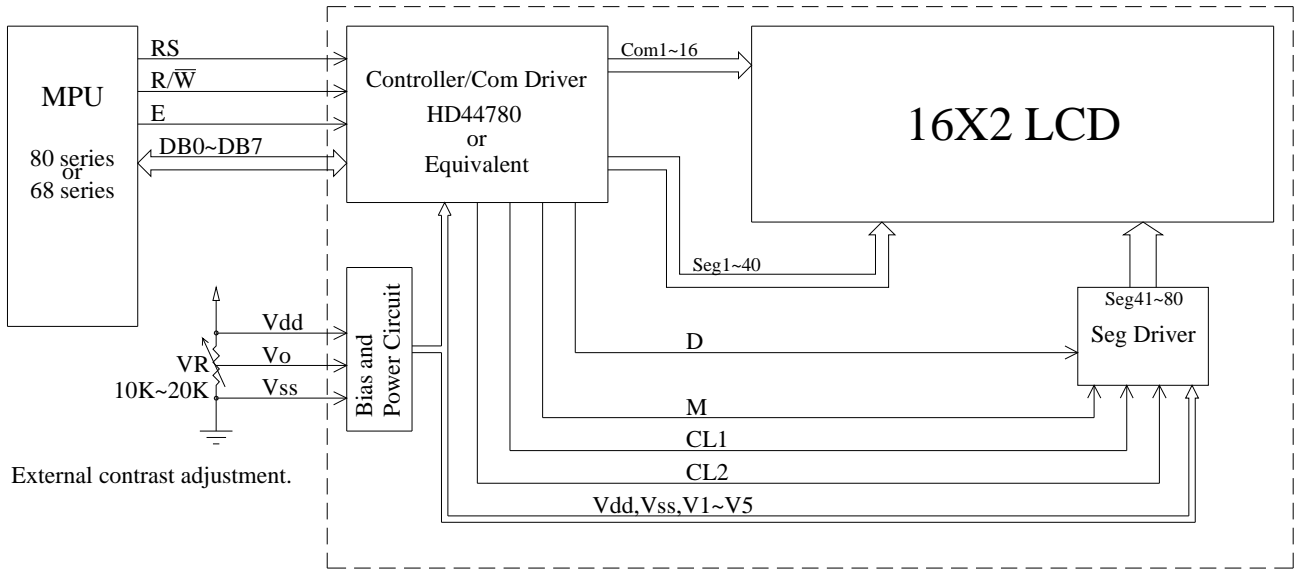 MPU
80 series
or
68 series
RS
R/W̅
E
DB0~DB7
Controller/Com Driver
HD44780
or
Equivalent
Com1~16
16X2 LCD
Seg1~40
Seg41~80
Seg Driver
Vdd
Vo
Vss
VR
10K~20K
Bias and
Power Circuit
D
M
CL1
CL2
Vdd,Vss,V1~V5
External contrast adjustment.